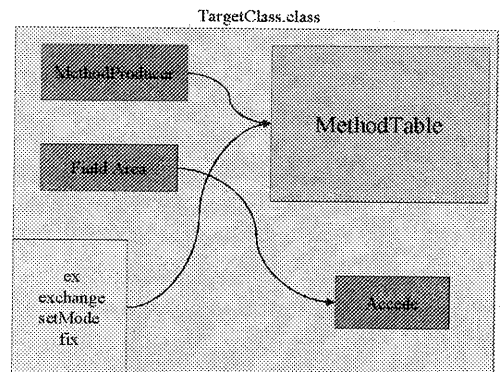 TargetClass.class
MethodProducer
MethodTable
Field Area
ex
exchange
setMode
fix
Accede